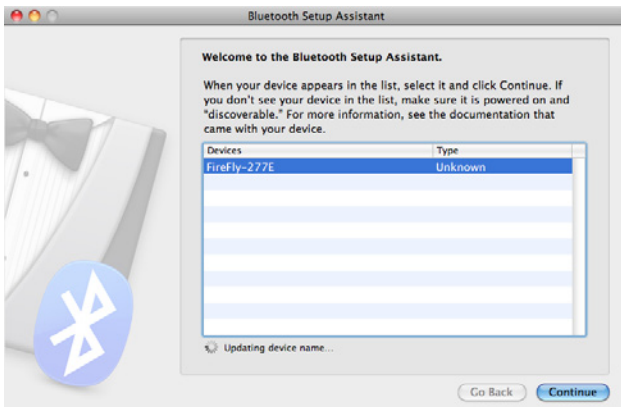 Bluetooth Setup Assistant
Welcome to the Bluetooth Setup Assistant.
When your device appears in the list, select it and click Continue. If
you don't see your device in the list, make sure it is powered on and
"discoverable." For more information, see the documentation that
came with your device.
Devices Type
FireFly-277E Unknown
Updating device name...
Go Back Continue